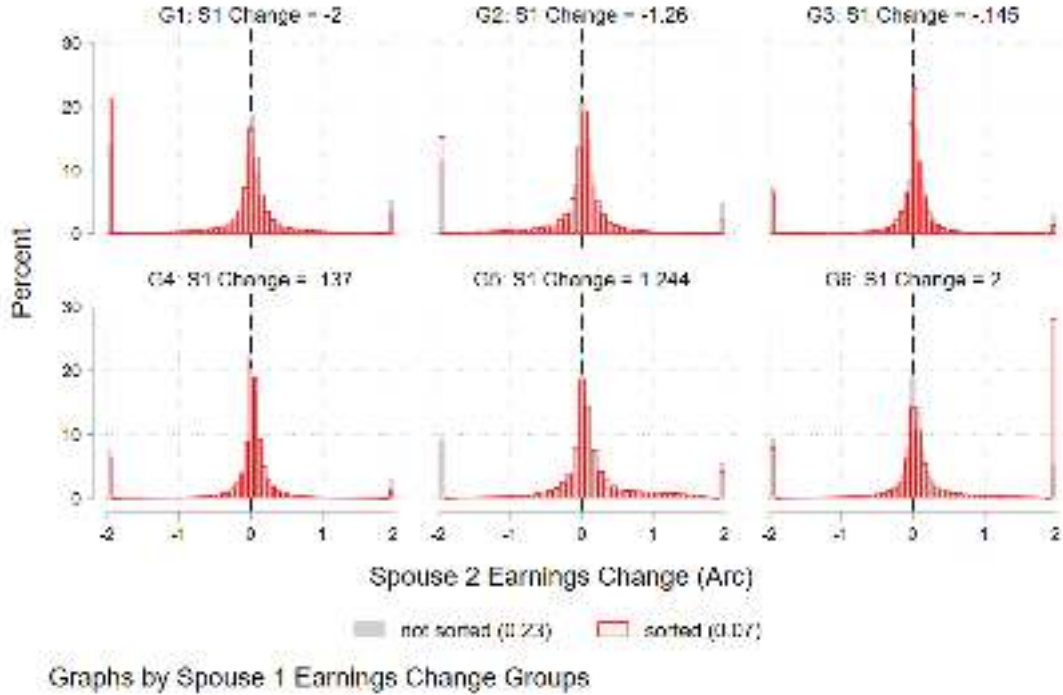 G1: S1 Change = -2 G2: S1 Change = -1.26 G3: S1 Change = -.145
30
20
10
0
G4: S1 Change = .137 G5: S1 Change = 1.244 G6: S1 Change = 2
30
20
10
0
-2 -1 0 1 2 -2 -1 0 1 2 -2 -1 0 1 2
Percent
Spouse 2 Earnings Change (Arc)
not sorted (0.23) sorted (0.07)
Graphs by Spouse 1 Earnings Change Groups